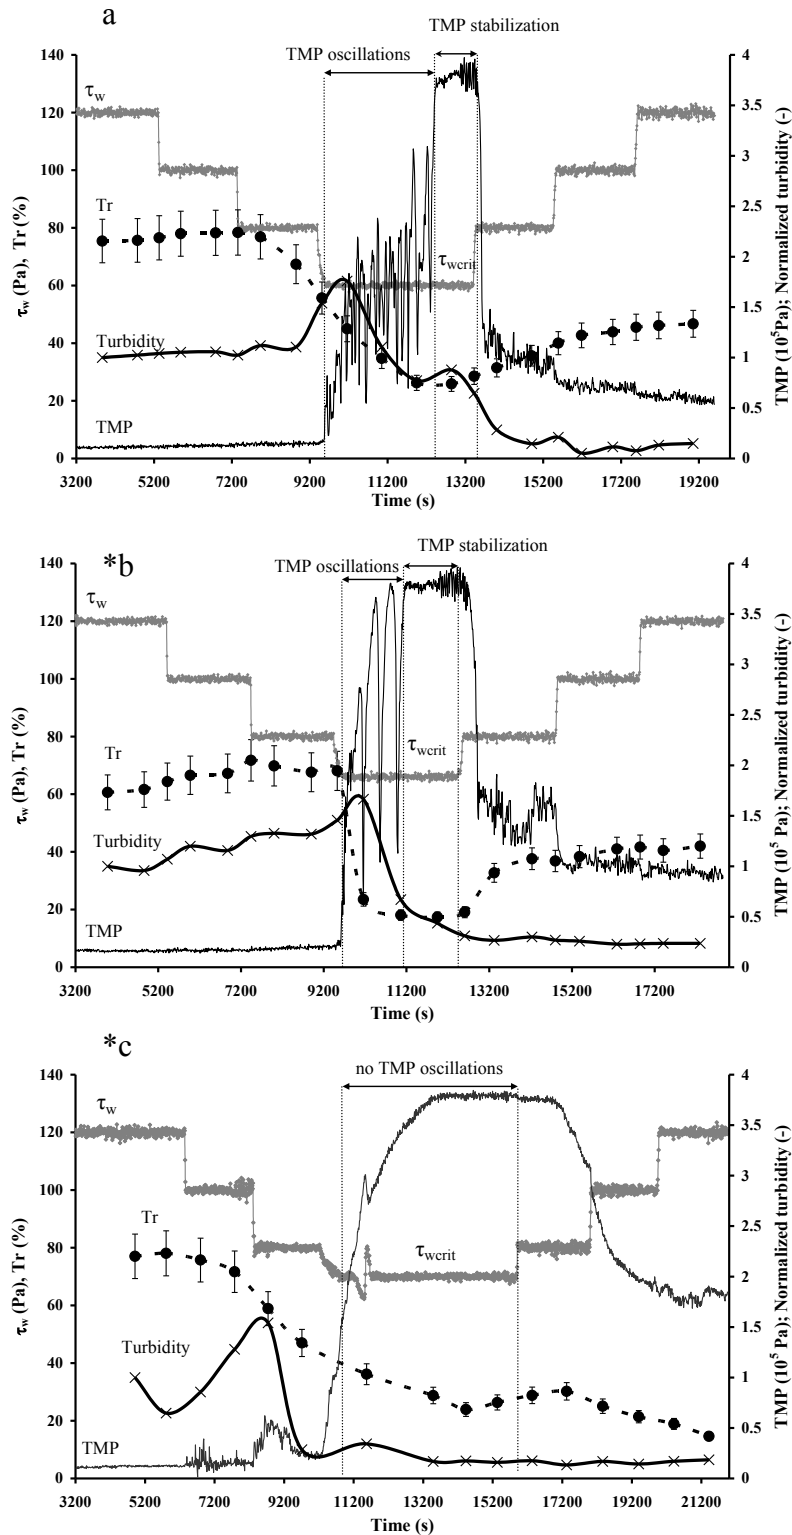 a
TMP stabilization
TMP oscillations
140
120
100
80
60
40
20
0
4
3.5
3
2.5
2
1.5
1
0.5
0
τw
Tr
τwcrit
Turbidity
TMP
τw (Pa), Tr (%)
TMP (10⁵Pa); Normalized turbidity (-)
3200 5200 7200 9200 11200 13200 15200 17200 19200
Time (s)
*b
TMP stabilization
TMP oscillations
140
120
100
80
60
40
20
0
4
3.5
3
2.5
2
1.5
1
0.5
0
τw
Tr
τwcrit
Turbidity
TMP
τw (Pa), Tr (%)
TMP (10⁵ Pa); Normalized turbidity (-)
3200 5200 7200 9200 11200 13200 15200 17200
Time (s)
*c
no TMP oscillations
140
120
100
80
60
40
20
0
4
3.5
3
2.5
2
1.5
1
0.5
0
τw
Tr
τwcrit
Turbidity
TMP
τw (Pa), Tr (%)
TMP (10⁵ Pa); Normalized turbidity (-)
3200 5200 7200 9200 11200 13200 15200 17200 19200 21200
Time (s)